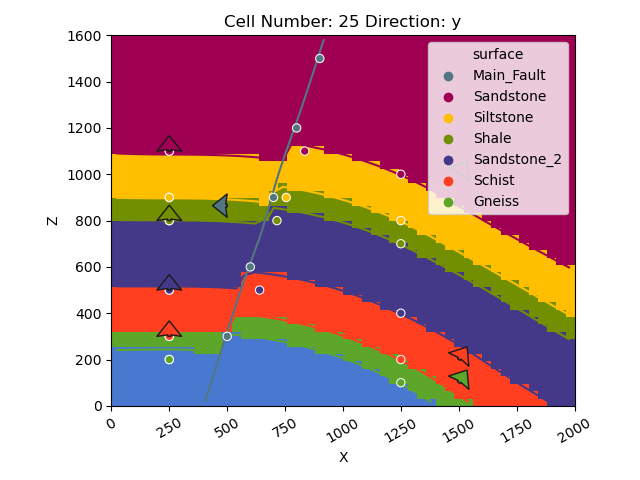 Cell Number: 25 Direction: y
1600
1400
1200
1000
800
600
400
200
0
Z
surface
Main_Fault
Sandstone
Siltstone
Shale
Sandstone_2
Schist
Gneiss
0
250
500
750
1000
1250
1500
1750
2000
X